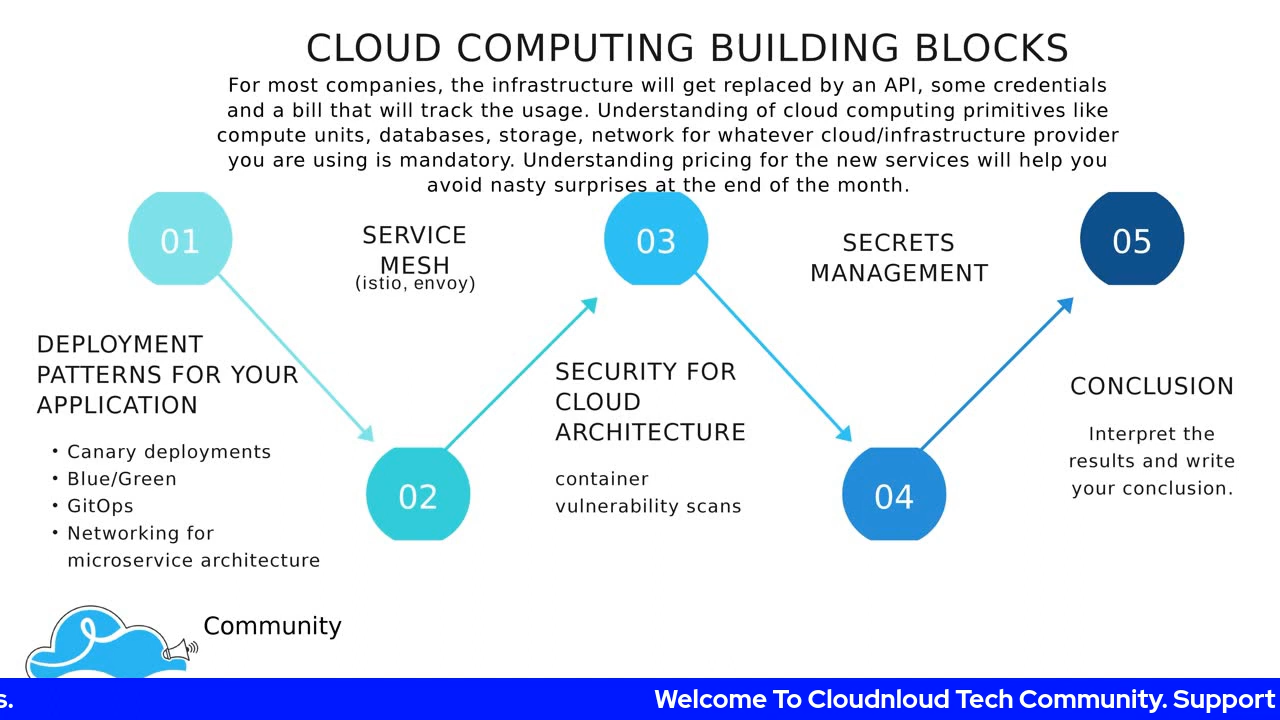 CLOUD COMPUTING BUILDING BLOCKS
For most companies, the infrastructure will get replaced by an API, some credentials
and a bill that will track the usage. Understanding of cloud computing primitives like
compute units, databases, storage, network for whatever cloud/infrastructure provider
you are using is mandatory. Understanding pricing for the new services will help you
avoid nasty surprises at the end of the month.
01
DEPLOYMENT
PATTERNS FOR YOUR
APPLICATION
• Canary deployments
• Blue/Green
• GitOps
• Networking for
microservice architecture
SERVICE
MESH
(istio, envoy)
02
03
SECURITY FOR
CLOUD
ARCHITECTURE
container
vulnerability scans
SECRETS
MANAGEMENT
04
05
CONCLUSION
Interpret the
results and write
your conclusion.
Community
s.
Welcome To Cloudnloud Tech Community. Support